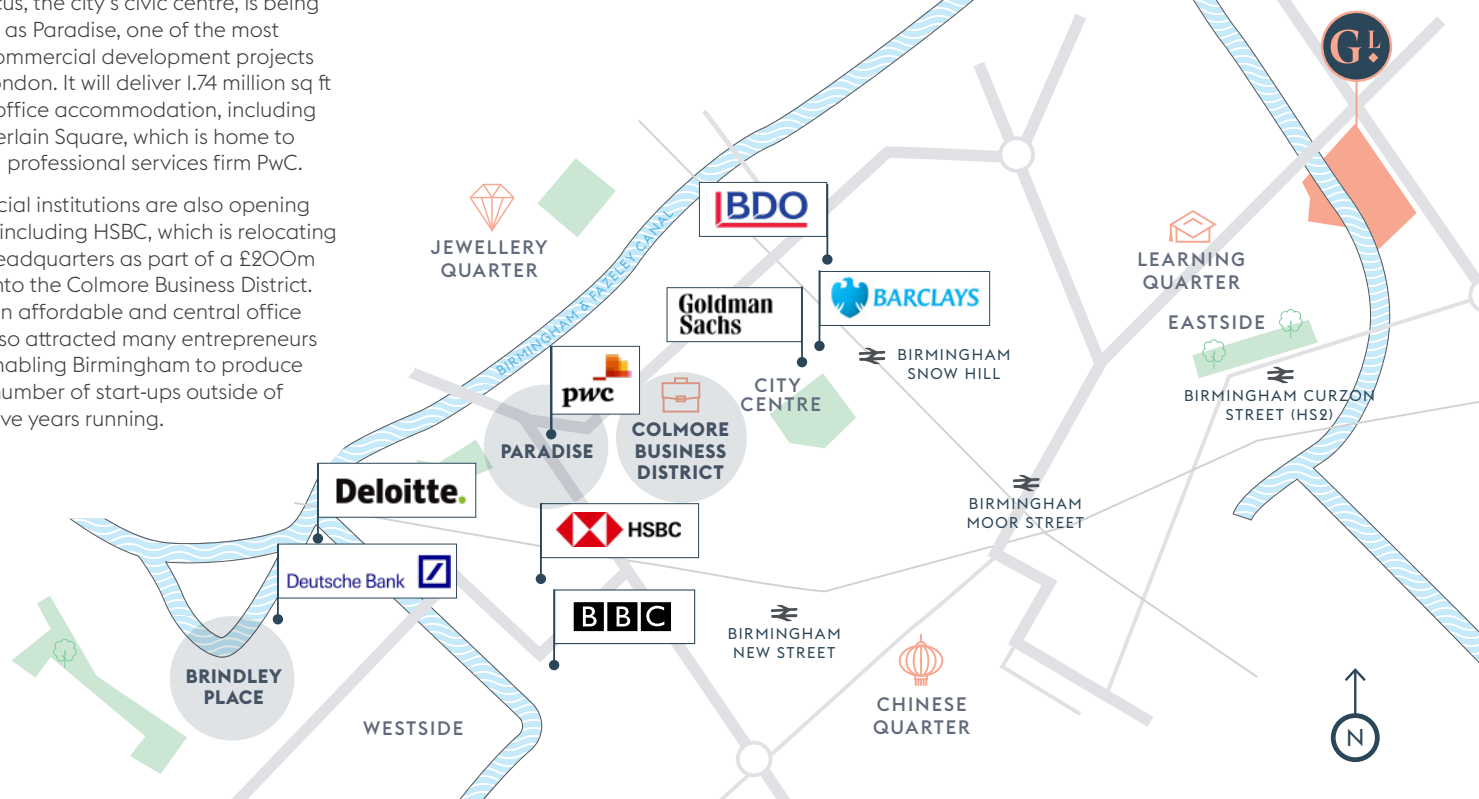 cus, the city's civic centre, is being
as Paradise, one of the most
ommercial development projects
ondon. It will deliver 1.74 million sq ft
office accommodation, including
erlain Square, which is home to
professional services firm PwC.
cial institutions are also opening
including HSBC, which is relocating
eadquarters as part of a £200m
nto the Colmore Business District.
n affordable and central office
so attracted many entrepreneurs
nabling Birmingham to produce
number of start-ups outside of
ve years running.
GL
JEWELLERY
QUARTER
BIRMINGHAM & FAZELEY CANAL
BDO
LEARNING
QUARTER
Goldman
Sachs
BARCLAYS
EASTSIDE
BIRMINGHAM
SNOW HILL
pwc
CITY
CENTRE
BIRMINGHAM CURZON
STREET (HS2)
PARADISE
COLMORE
BUSINESS
DISTRICT
Deloitte.
BIRMINGHAM
MOOR STREET
HSBC
Deutsche Bank
BBC
BIRMINGHAM
NEW STREET
BRINDLEY
PLACE
WESTSIDE
CHINESE
QUARTER
N